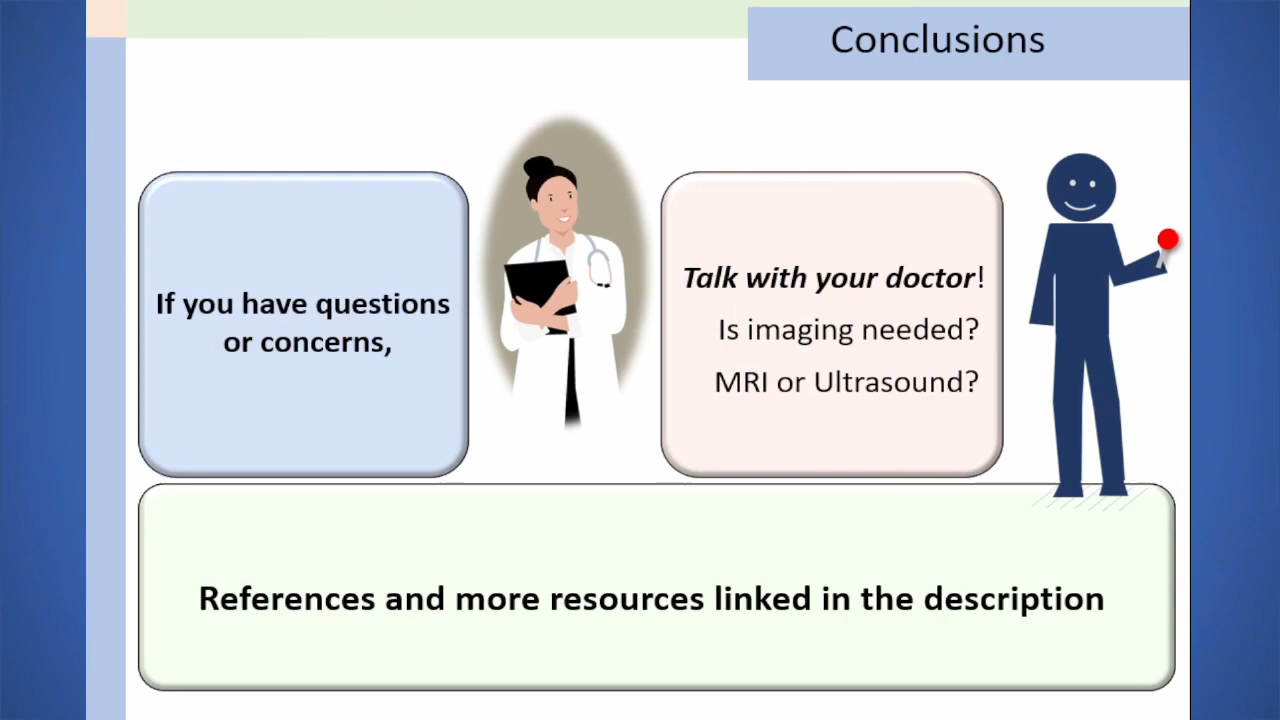 Conclusions
If you have questions
or concerns,
Talk with your doctor!
Is imaging needed?
MRI or Ultrasound?
References and more resources linked in the description